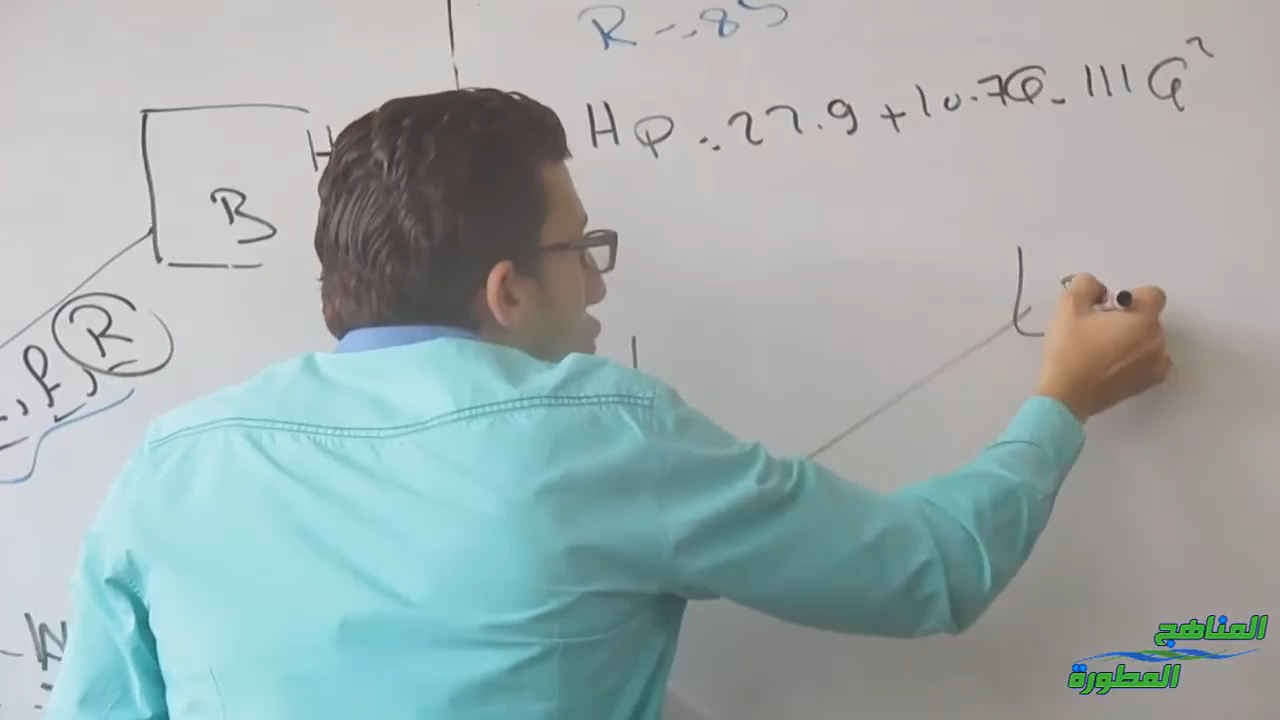 R = .85
Hp = 27.9 + 10.7Q - 111Q²
H
B
P, R
L
المناهج
المطورة